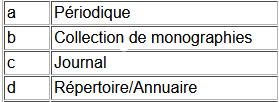 a Périodique
b Collection de monographies
c Journal
d Répertoire/Annuaire